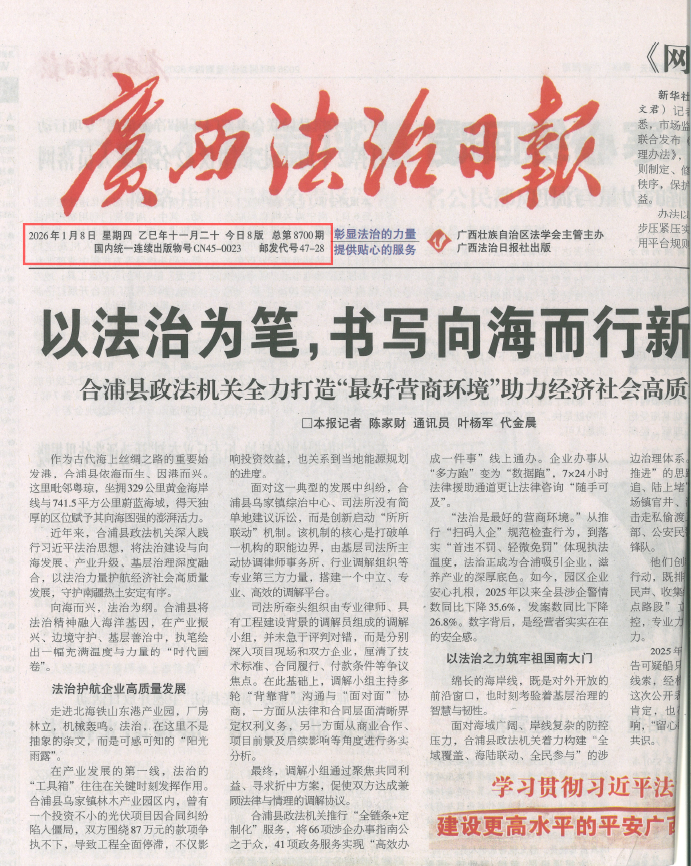 廣西法治日報
2026年1月8日 星期四 乙巳年十一月二十 今日8版 总第8700期
国内统一连续出版物号CN45-0023 邮发代号47-28
彰显法治的力量
提供贴心的服务
广西壮族自治区法学会主管主办
广西法治日报社出版
《网
新华社
文君）记
悉，市场监
联合发布《
理办法》，
则制定、修
秩序，保护
益。
办法以
步压紧压实
用平台规则
以法治为笔，书写向海而行新
合浦县政法机关全力打造“最好营商环境”助力经济社会高质
□本报记者 陈家财 通讯员 叶杨军 代金晨
作为古代海上丝绸之路的重要始
发港，合浦县依海而生、因港而兴。
这里毗邻粤琼，坐拥329公里黄金海岸
线与741.5平方公里蔚蓝海域，得天独
厚的区位赋予其向海图强的澎湃活力。
近年来，合浦县政法机关深入践
行习近平法治思想，将法治建设与向
海发展、产业升级、基层治理深度融
合，以法治力量护航经济社会高质量
发展，守护南疆热土安定有序。
向海而兴，法治为纲。合浦县将
法治精神融入海洋基因，在产业振
兴、边境守护、基层善治中，执笔绘
出一幅充满温度与力量的“时代画
卷”。
法治护航企业高质量发展
走进北海铁山东港产业园，厂房
林立，机械轰鸣。法治，在这里不是
抽象的条文，而是可感可知的“阳光
雨露”。
在产业发展的第一线，法治的
“工具箱”往往在关键时刻发挥作用。
合浦县乌家镇林木产业园区内，曾有
一个投资不小的光伏项目因合同纠纷
陷入僵局，双方围绕87万元的款项争
执不下，导致工程全面停滞，不仅影
响投资效益，也关系到当地能源规划
的进度。
面对这一典型的发展中纠纷，合
浦县乌家镇综治中心、司法所没有简
单地建议诉讼，而是创新启动“所所
联动”机制。该机制的核心是打破单
一机构的职能边界，由基层司法所主
动协调律师事务所、行业调解组织等
专业第三方力量，搭建一个中立、专
业、高效的调解平台。
司法所牵头组织由专业律师、具
有工程建设背景的调解员组成的调解
小组，并未急于评判对错，而是分别
深入项目现场和双方企业，厘清了技
术标准、合同履行、付款条件等争议
焦点。在此基础上，调解小组主持多
轮“背靠背”沟通与“面对面”协
商，一方面从法律和合同层面清晰界
定权利义务，另一方面从商业合作、
项目前景及后续影响等角度进行务实
分析。
最终，调解小组通过聚焦共同利
益、寻求折中方案，促使双方达成兼
顾法律与情理的调解协议。
合浦县政法机关推行“全链条+定
制化”服务，将66项涉企办事指南公
之于众，41项政务服务实现“高效办
成一件事”线上通办。企业办事从
“多方跑”变为“数据跑”，7×24小时
法律援助通道更让法律咨询“随手可
及”。
“法治是最好的营商环境。”从推
行“扫码入企”规范检查行为，到落
实“首违不罚、轻微免罚”体现执法
温度，法治正成为合浦吸引企业，滋
养产业的深厚底色。如今，园区企业
安心扎根，2025年以来全县涉企警情
数同比下降35.6%，发案数同比下降
26.8%。数字背后，是经营者实实在在
的安全感。
以法治之力筑牢祖国南大门
绵长的海岸线，既是对外开放的
前沿窗口，也时刻考验着基层治理的
智慧与韧性。
面对海域广阔、岸线复杂的防控
压力，合浦县政法机关着力构建“全
域覆盖、海陆联动、全民参与”的涉
边治理体系。
推进”的思
追、陆上堵”
场镇官井、
击走私偷渡
部、公安民
锋队。
他们创
行动，既排
民声、收集
点路段”立
控，专业力
力。
2025年
告可疑船只
线索，经核
这次公开表
肯定，也
响，“留心
共识。
学习贯彻习近平法
建设更高水平的平安广西